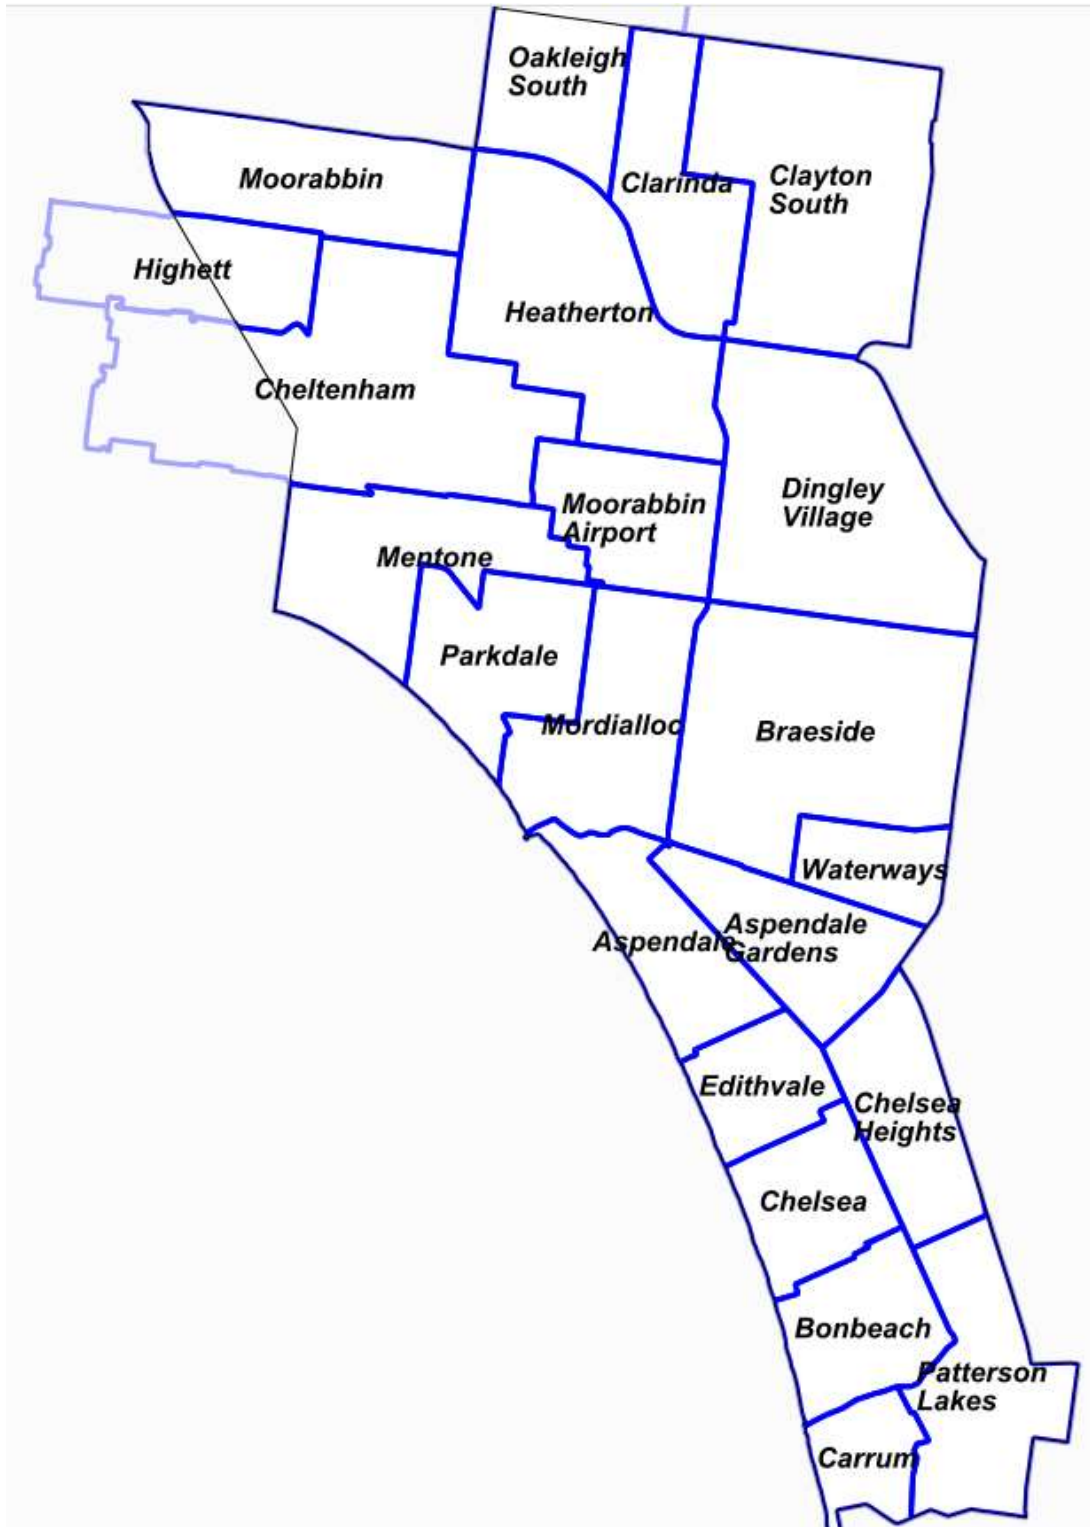 Oakleigh
South
Moorabbin
Clarinda
Clayton
South
Highett
Heatherton
Cheltenham
Dingley
Village
Moorabbin
Airport
Mentone
Parkdale
Mordialloc
Braeside
Waterways
Aspendale
Aspendale
Gardens
Edithvale
Chelsea
Heights
Chelsea
Bonbeach
Patterson
Lakes
Carrum